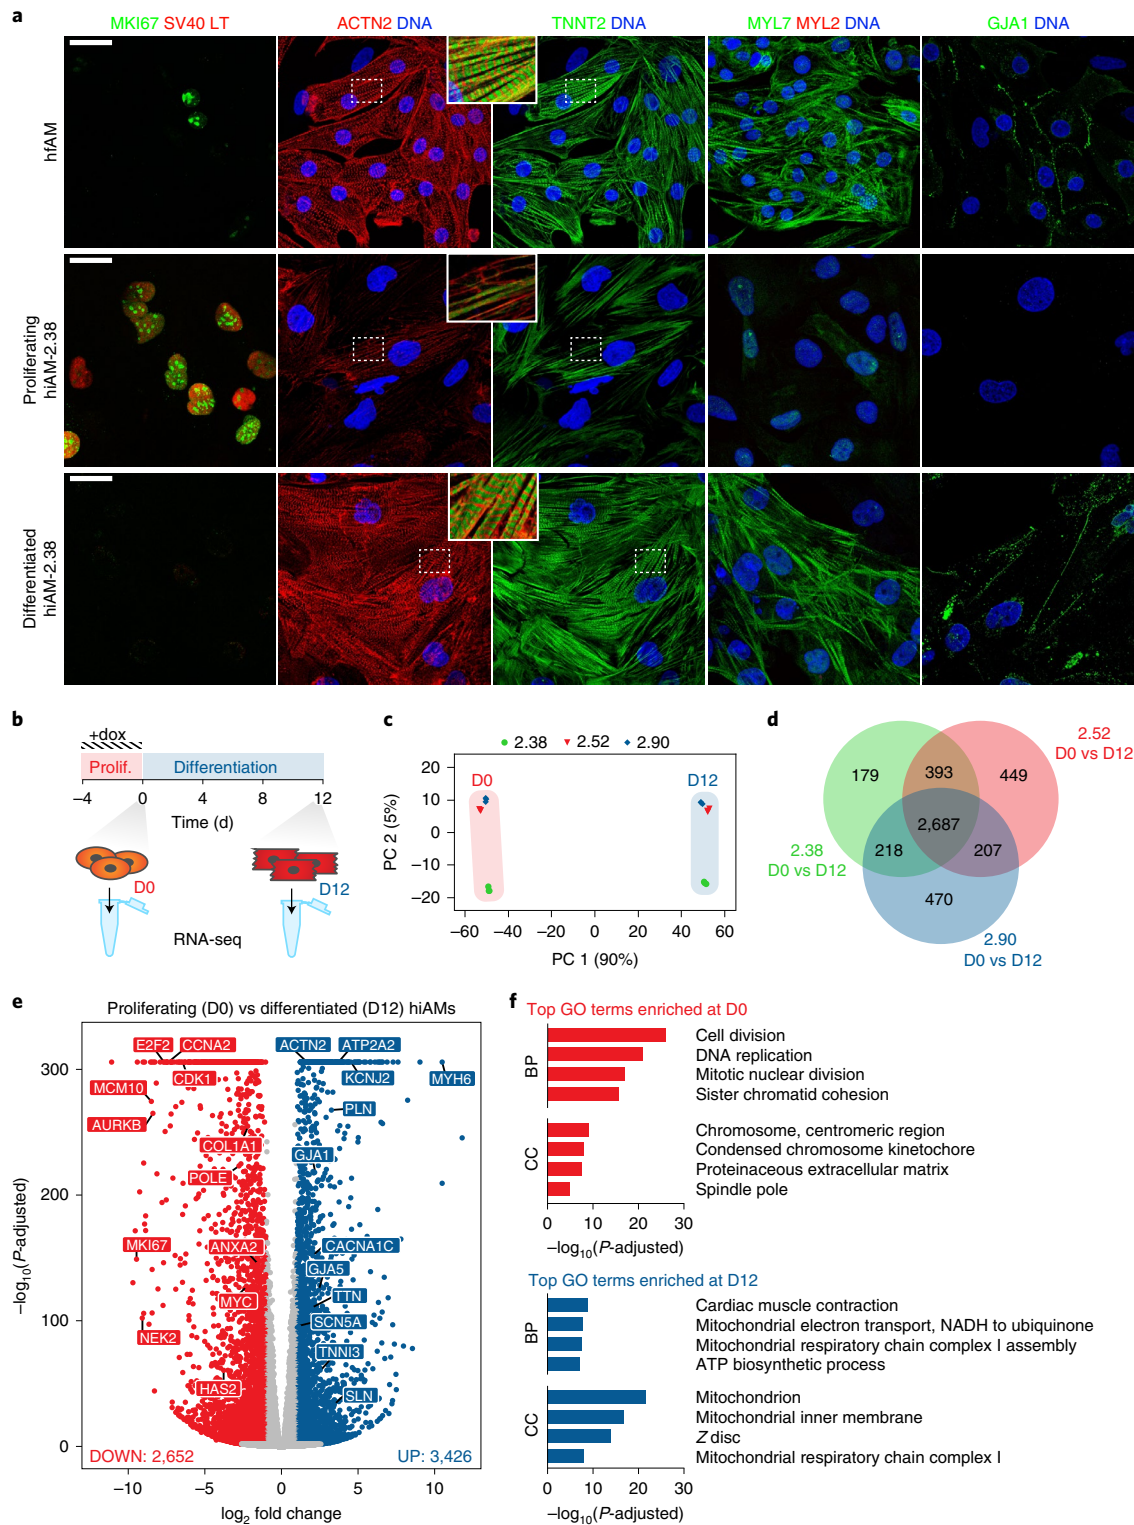 a
MKI67 SV40 LT
ACTN2 DNA
TNNT2 DNA
MYL7 MYL2 DNA
GJA1 DNA
hfAM
Proliferating
hiAM-2.38
Differentiated
hiAM-2.38
b
+dox
Prolif.
Differentiation
−4
0
4
8
12
Time (d)
D0
D12
RNA-seq
c
2.38
2.52
2.90
D0
D12
20
10
0
−10
−20
PC 2 (5%)
−60
−40
−20
0
20
40
60
PC 1 (90%)
d
2.52
D0 vs D12
179
393
449
2,687
218
207
470
2.38
D0 vs D12
2.90
D0 vs D12
e
Proliferating (D0) vs differentiated (D12) hiAMs
E2F2
CCNA2
CDK1
MCM10
AURKB
COL1A1
POLE
MKI67
ANXA2
MYC
NEK2
HAS2
ACTN2
ATP2A2
KCNJ2
MYH6
PLN
GJA1
CACNA1C
GJA5
TTN
SCN5A
TNNI3
SLN
DOWN: 2,652
UP: 3,426
300
200
100
0
−log10(P-adjusted)
−10
−5
0
5
10
log2 fold change
f
Top GO terms enriched at D0
BP
Cell division
DNA replication
Mitotic nuclear division
Sister chromatid cohesion
CC
Chromosome, centromeric region
Condensed chromosome kinetochore
Proteinaceous extracellular matrix
Spindle pole
0
10
20
30
−log10(P-adjusted)
Top GO terms enriched at D12
BP
Cardiac muscle contraction
Mitochondrial electron transport, NADH to ubiquinone
Mitochondrial respiratory chain complex I assembly
ATP biosynthetic process
CC
Mitochondrion
Mitochondrial inner membrane
Z disc
Mitochondrial respiratory chain complex I
0
10
20
30
−log10(P-adjusted)